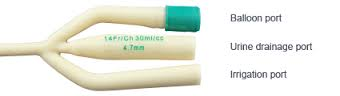 Balloon port
14Fr/Ch 30ml/cc
4.7mm
Urine drainage port
Irrigation port